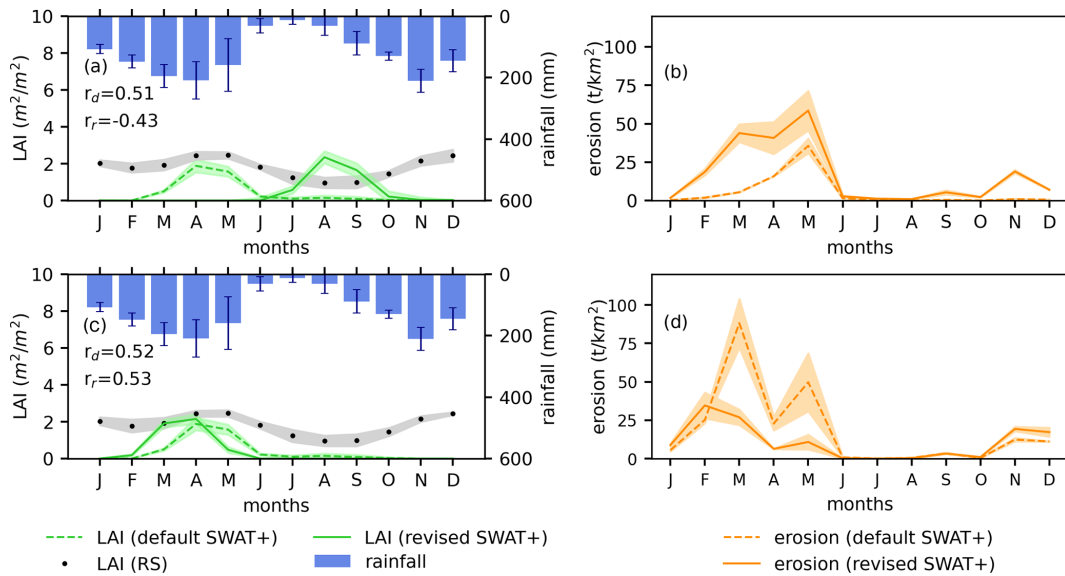 10
8
6
4
2
0
LAI (m²/m²)
(a)
r_d=0.51
r_r=-0.43
0
200
400
600
rainfall (mm)
J F M A M J J A S O N D
months
100
75
50
25
0
erosion (t/km²)
(b)
J F M A M J J A S O N D
months
10
8
6
4
2
0
LAI (m²/m²)
(c)
r_d=0.52
r_r=0.53
0
200
400
600
rainfall (mm)
J F M A M J J A S O N D
months
100
75
50
25
0
erosion (t/km²)
(d)
J F M A M J J A S O N D
months
LAI (default SWAT+)
LAI (RS)
LAI (revised SWAT+)
rainfall
erosion (default SWAT+)
erosion (revised SWAT+)